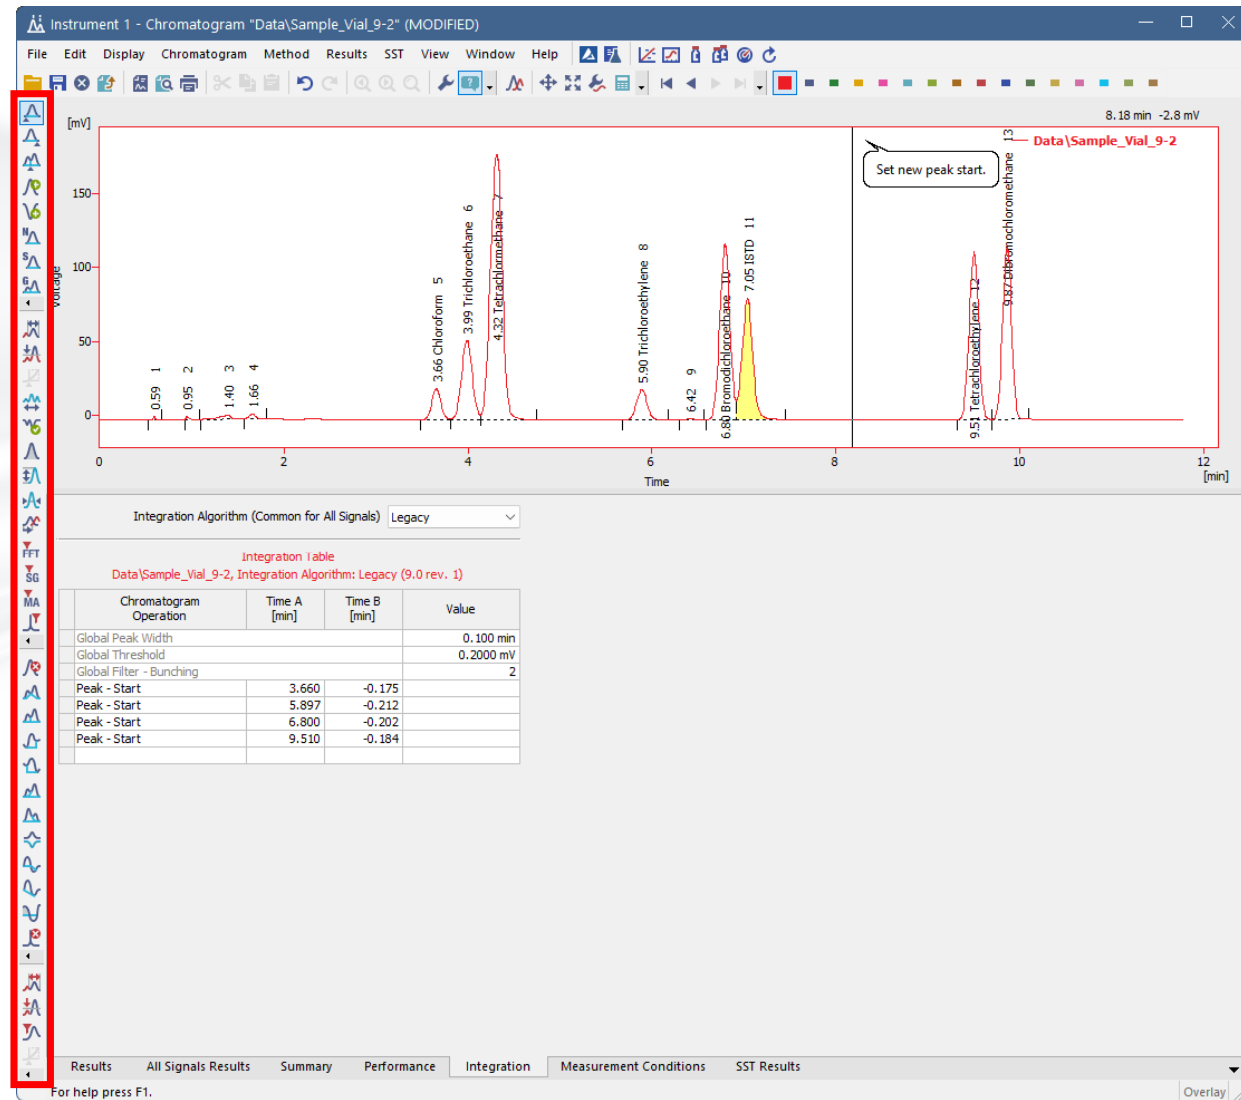 Instrument 1 - Chromatogram "Data\Sample_Vial_9-2" (MODIFIED)
File Edit Display Chromatogram Method Results SST View Window Help
8.18 min -2.8 mV
[mV]
Data\Sample_Vial_9-2
Set new peak start.
150
100
50
0
Voltage
0.59 1
0.95 2
1.40 3
1.66 4
3.66 Chloroform 5
3.99 Trichloroethane 6
4.32 Tetrachlormethane 7
5.90 Trichloroethylene 8
6.42 9
6.80 Bromodichloroethane 10
7.05 ISTD 11
9.51 Tetrachloroethylene 12
9.87 Dibromochloromethane 13
0 2 4 6 8 10 12
Time
[min]
N
S
G
FFT
SG
MA
Integration Algorithm (Common for All Signals) Legacy
Integration Table
Data\Sample_Vial_9-2, Integration Algorithm: Legacy (9.0 rev. 1)
Chromatogram Operation Time A [min] Time B [min] Value
Global Peak Width 0.100 min
Global Threshold 0.2000 mV
Global Filter - Bunching 2
Peak - Start 3.660 -0.175
Peak - Start 5.897 -0.212
Peak - Start 6.800 -0.202
Peak - Start 9.510 -0.184
Results All Signals Results Summary Performance Integration Measurement Conditions SST Results
For help press F1.
Overlay